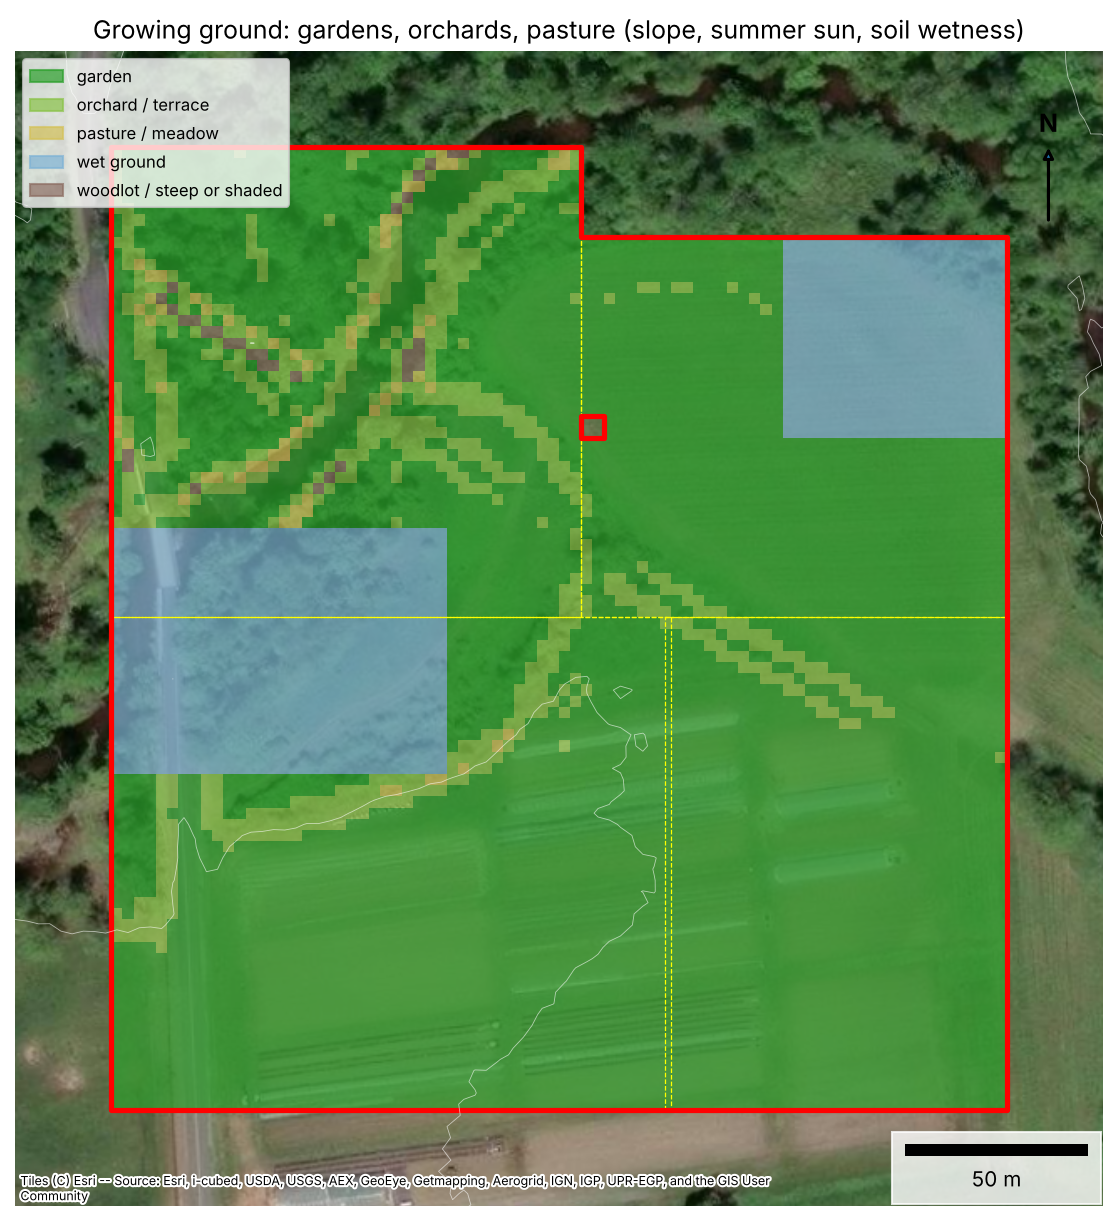 Growing ground: gardens, orchards, pasture (slope, summer sun, soil wetness)
garden
orchard / terrace
pasture / meadow
wet ground
woodlot / steep or shaded
N
50 m
Tiles (C) Esri -- Source: Esri, i-cubed, USDA, USGS, AEX, GeoEye, Getmapping, Aerogrid, IGN, IGP, UPR-EGP, and the GIS User
Community